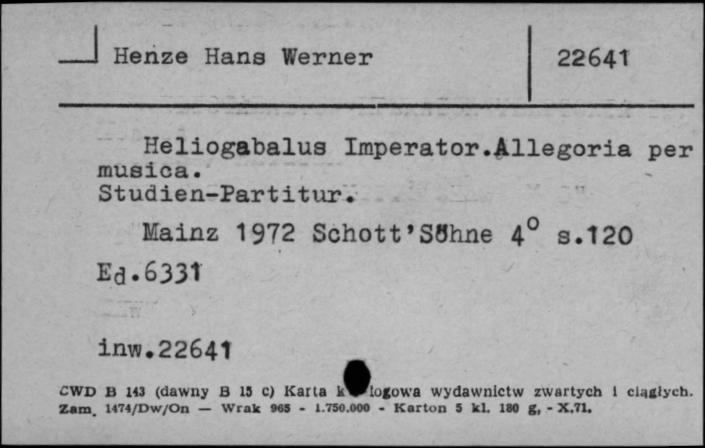 Henze Hans Werner
22641
Heliogabalus Imperator.Allegoria per
musica.
Studien-Partitur.
Mainz 1972 Schott'Söhne 4° s.120
Ed.6331
inw.22641
CWD B 143 (dawny B 15 c) Karta wydawnictw zwartych i ciągłych.
Zam. 1474/Dw/On — Wrak 965 - 1.750.000 - Karton 5 kl. 180 g, - X.71.